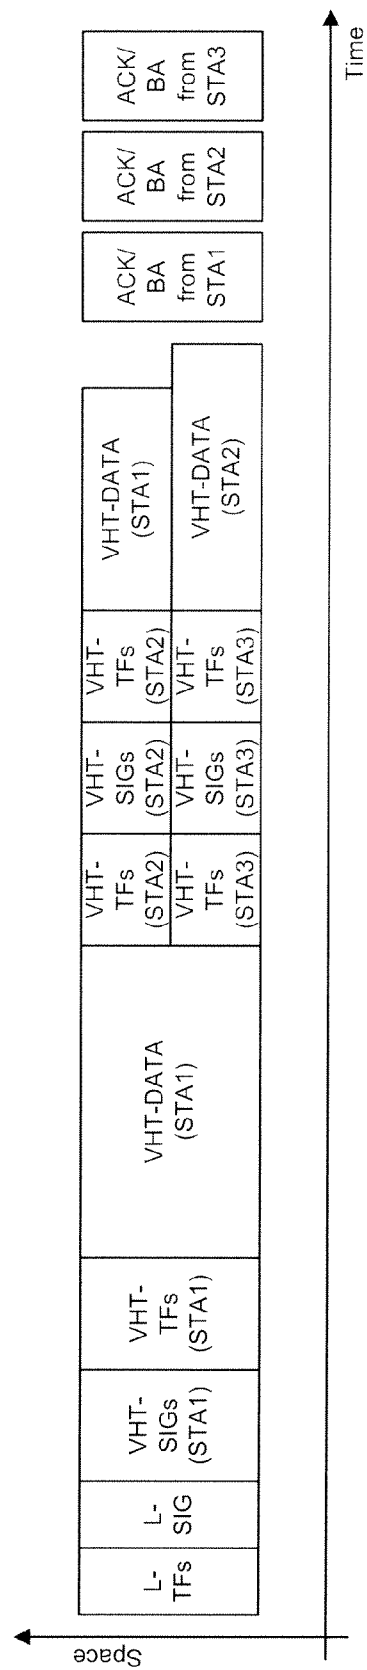 Space
L-
TFs
L-
SIG
VHT-
SIGs
(STA1)
VHT-
TFs
(STA1)
VHT-DATA
(STA1)
VHT-
TFs
(STA2)
VHT-
TFs
(STA3)
VHT-
SIGs
(STA2)
VHT-
SIGs
(STA3)
VHT-
TFs
(STA2)
VHT-
TFs
(STA3)
VHT-DATA
(STA1)
VHT-DATA
(STA2)
ACK/
BA
from
STA1
ACK/
BA
from
STA2
ACK/
BA
from
STA3
Time